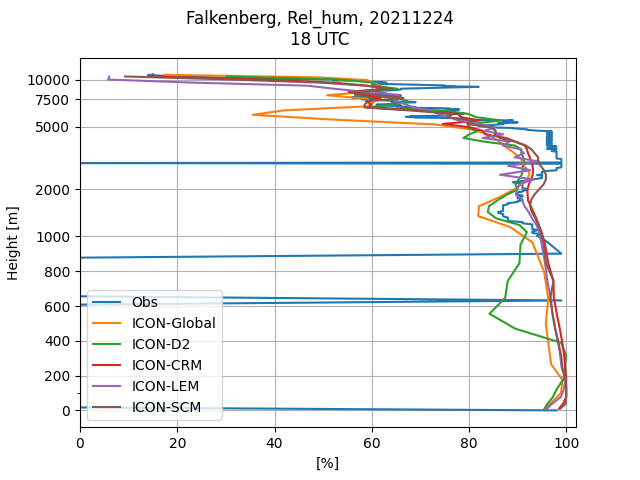 Falkenberg, Rel_hum, 20211224
18 UTC
10000
7500
5000
2000
1000
800
600
400
200
0
Height [m]
Obs
ICON-Global
ICON-D2
ICON-CRM
ICON-LEM
ICON-SCM
0 20 40 60 80 100
[%]